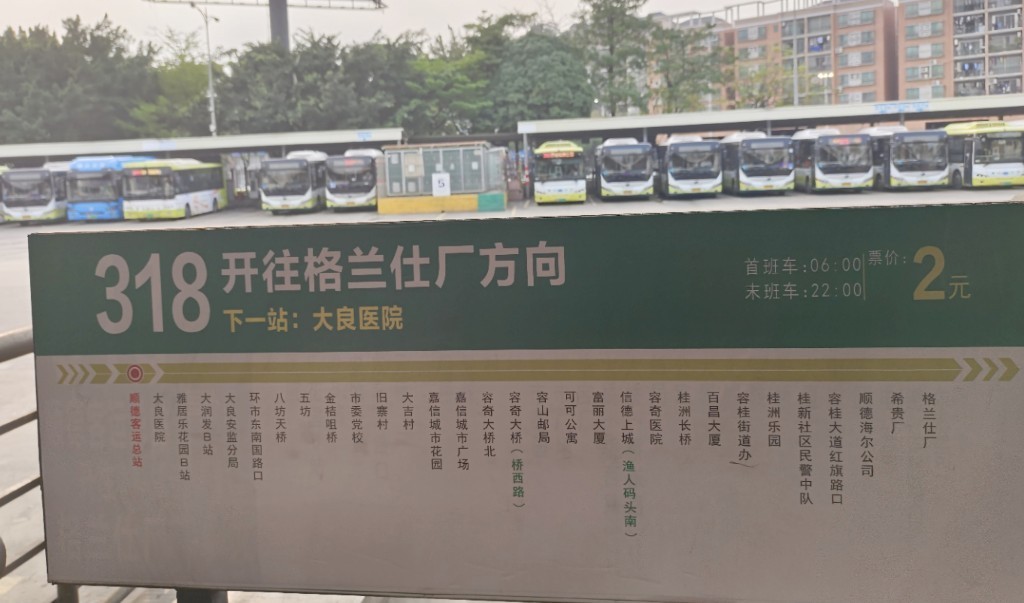 5
318
开往格兰仕厂方向
下一站：大良医院
首班车:06:00
末班车:22:00
票价:
2元
顺德客运总站
大良医院
雅居乐花园B站
大润发B站
大良安监分局
环市东南国路口
八坊天桥
五坊
金桔咀桥
市委党校
旧寨村
大吉村
嘉信城市花园
嘉信城市广场
容奇大桥北
容奇大桥（桥西路）
容山邮局
可可公寓
富丽大厦
信德上城（渔人码头南）
容奇医院
桂洲长桥
百昌大厦
容桂街道办
桂洲乐园
桂新社区民警中队
容桂大道红旗路口
顺德海尔公司
希贵厂
格兰仕厂